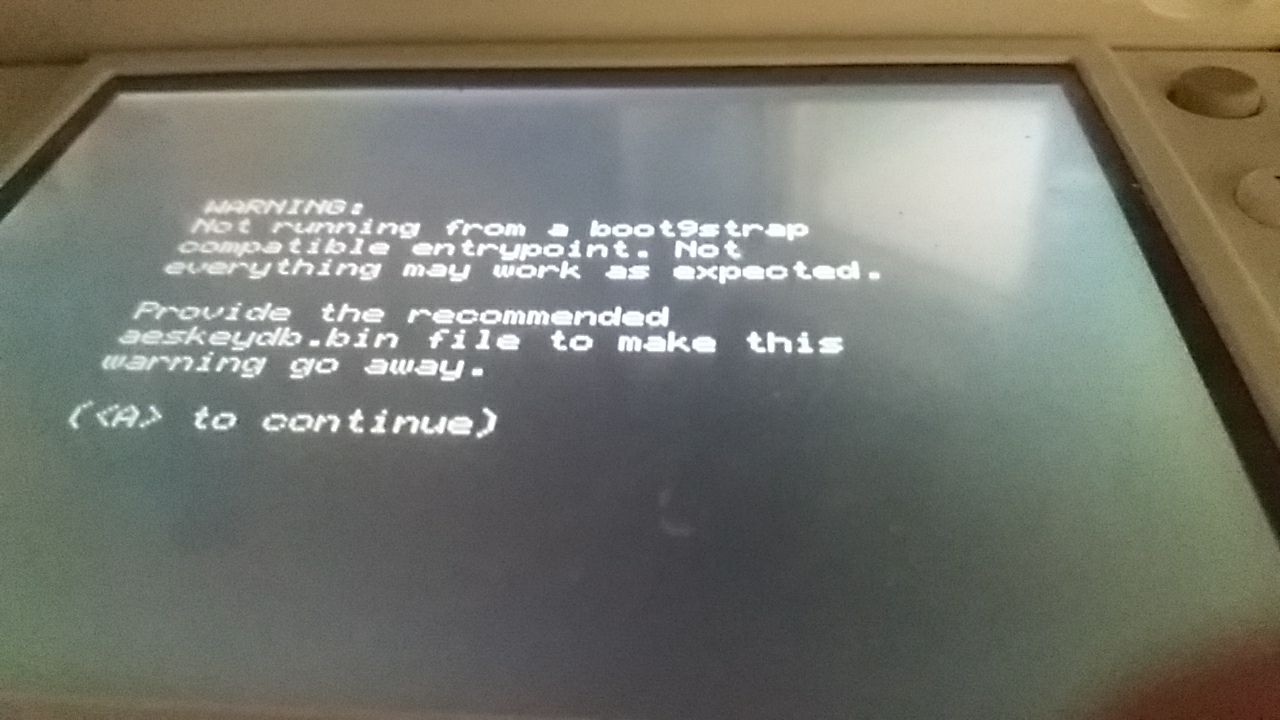 WARNING:
Not running from a boot9strap
compatible entrypoint. Not
everything may work as expected.
Provide the recommended
aeskeydb.bin file to make this
warning go away.
(<A> to continue)